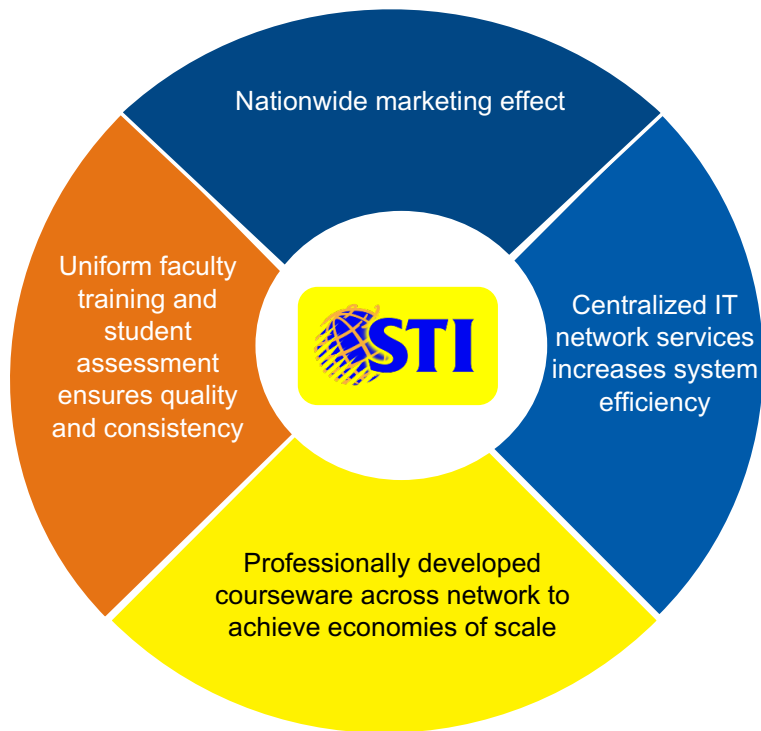 Nationwide marketing effect
Uniform faculty
training and
student
assessment
ensures quality
and consistency
STI
Centralized IT
network services
increases system
efficiency
Professionally developed
courseware across network to
achieve economies of scale